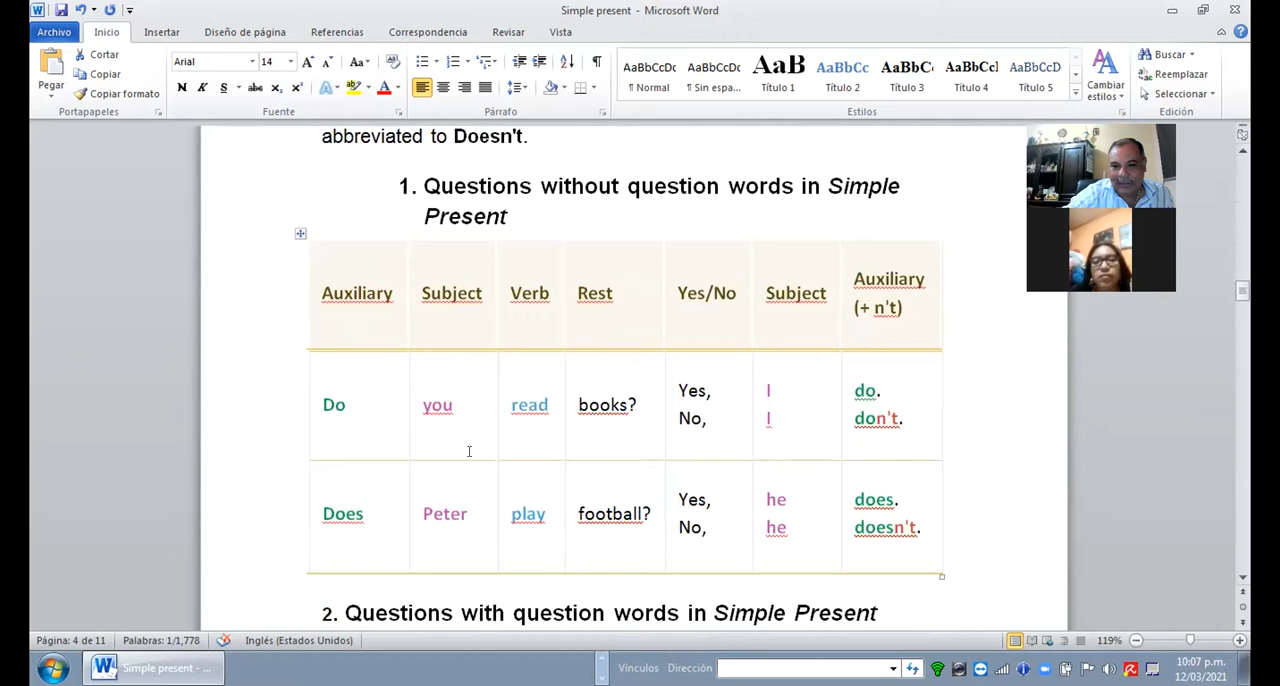 Simple present - Microsoft Word
Archivo Inicio Insertar Diseño de página Referencias Correspondencia Revisar Vista
Pegar
Cortar
Copiar
Copiar formato
Portapapeles
Arial 14
Fuente
Párrafo
AaBbCcDc AaBbCcDc AaB AaBbCc AaBbCc AaBbCcI AaBbCcD
¶ Normal ¶ Sin espa... Título 1 Título 2 Título 3 Título 4 Título 5
Cambiar
estilos
Estilos
Buscar
Reemplazar
Seleccionar
Edición
abbreviated to Doesn't.
1. Questions without question words in Simple
Present
Auxiliary Subject Verb Rest Yes/No Subject Auxiliary
(+ n't)
Do you read books? Yes, I do.
No, I don't.
Does Peter play football? Yes, he does.
No, he doesn't.
2. Questions with question words in Simple Present
Página: 4 de 11 Palabras: 1/1,778 Inglés (Estados Unidos) 119%
Simple present - ... Vínculos Dirección 10:07 p.m.
12/03/2021